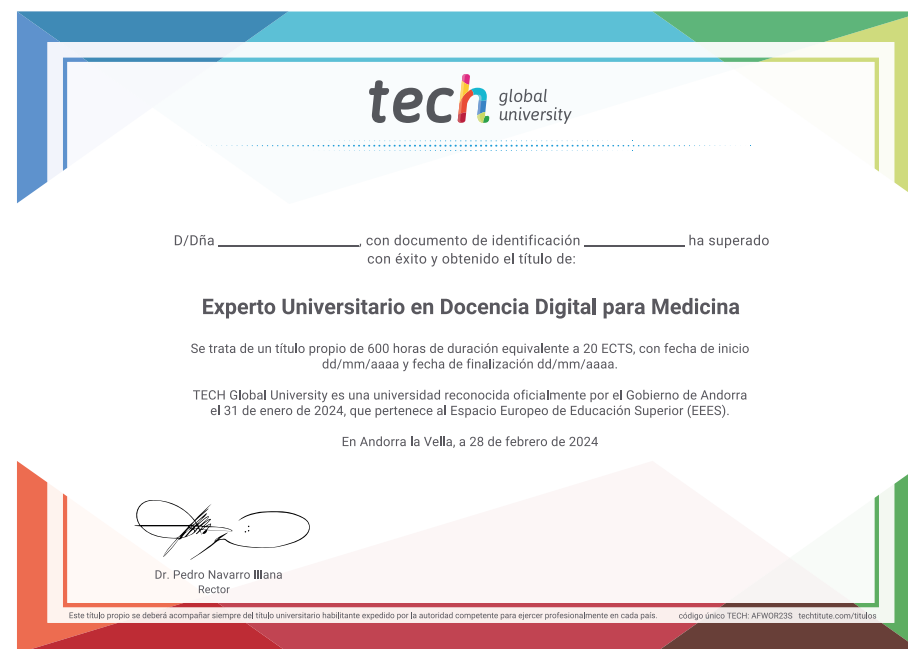 tech global university
D/Dña ____________________, con documento de identificación ______________ ha superado
con éxito y obtenido el título de:
Experto Universitario en Docencia Digital para Medicina
Se trata de un título propio de 600 horas de duración equivalente a 20 ECTS, con fecha de inicio
dd/mm/aaaa y fecha de finalización dd/mm/aaaa.
TECH Global University es una universidad reconocida oficialmente por el Gobierno de Andorra
el 31 de enero de 2024, que pertenece al Espacio Europeo de Educación Superior (EEES).
En Andorra la Vella, a 28 de febrero de 2024
Dr. Pedro Navarro Illana
Rector
Este título propio se deberá acompañar siempre del título universitario habilitante expedido por la autoridad competente para ejercer profesionalmente en cada país. código único TECH: AFWOR23S techtitute.com/titulos